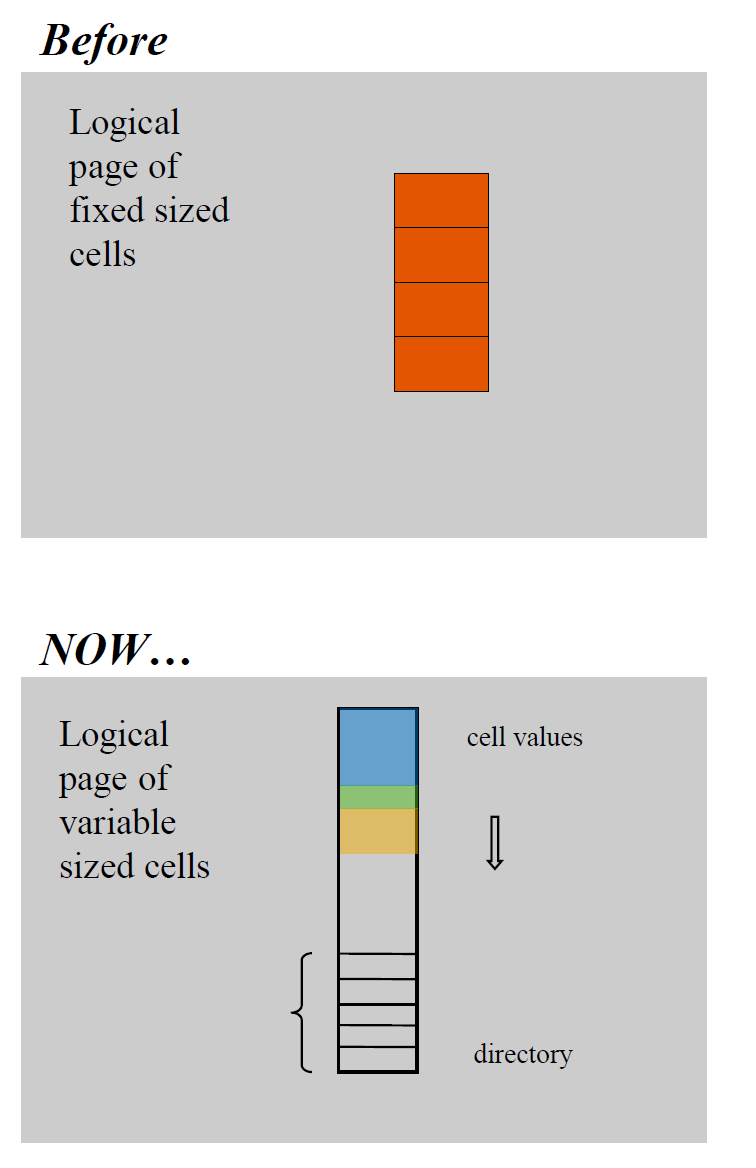 Before
Logical
page of
fixed sized
cells
NOW…
Logical
page of
variable
sized cells
cell values
directory